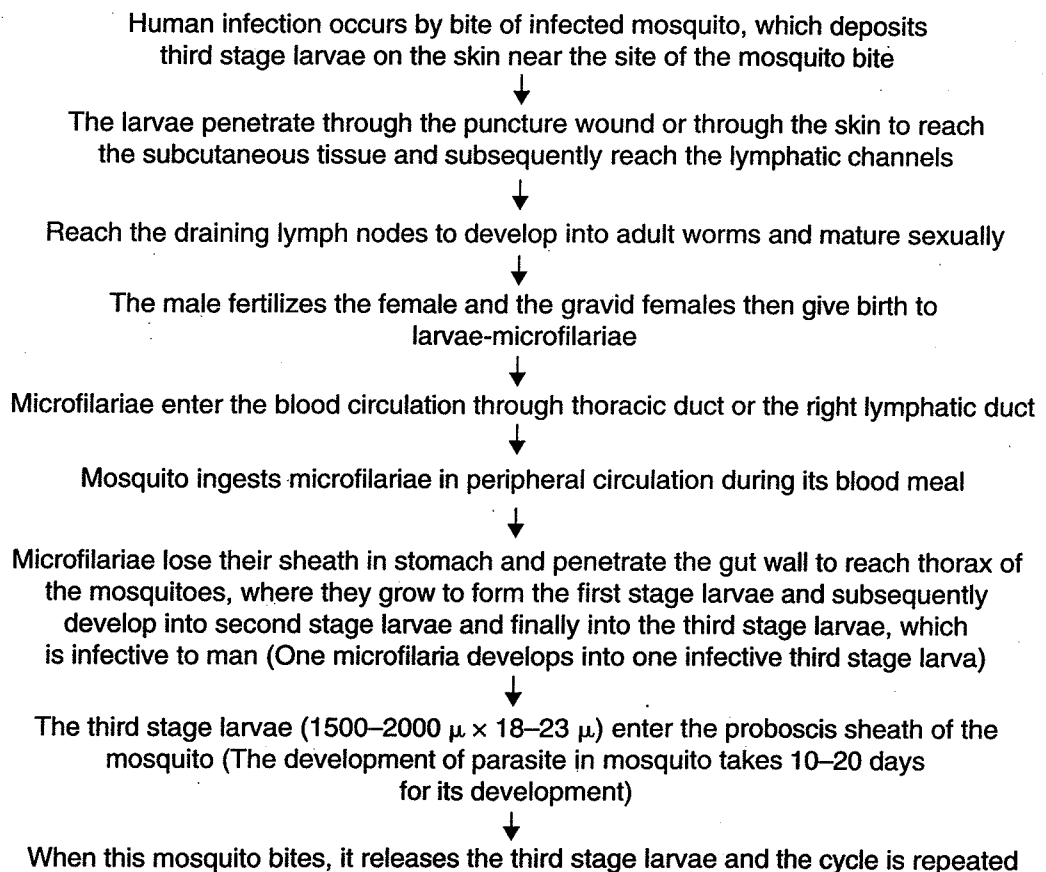 Human infection occurs by bite of infected mosquito, which deposits
third stage larvae on the skin near the site of the mosquito bite
↓
The larvae penetrate through the puncture wound or through the skin to reach
the subcutaneous tissue and subsequently reach the lymphatic channels
↓
Reach the draining lymph nodes to develop into adult worms and mature sexually
↓
The male fertilizes the female and the gravid females then give birth to
larvae-microfilariae
↓
Microfilariae enter the blood circulation through thoracic duct or the right lymphatic duct
↓
Mosquito ingests microfilariae in peripheral circulation during its blood meal
↓
Microfilariae lose their sheath in stomach and penetrate the gut wall to reach thorax of
the mosquitoes, where they grow to form the first stage larvae and subsequently
develop into second stage larvae and finally into the third stage larvae, which
is infective to man (One microfilaria develops into one infective third stage larva)
↓
The third stage larvae (1500–2000 μ × 18–23 μ) enter the proboscis sheath of the
mosquito (The development of parasite in mosquito takes 10–20 days
for its development)
↓
When this mosquito bites, it releases the third stage larvae and the cycle is repeated